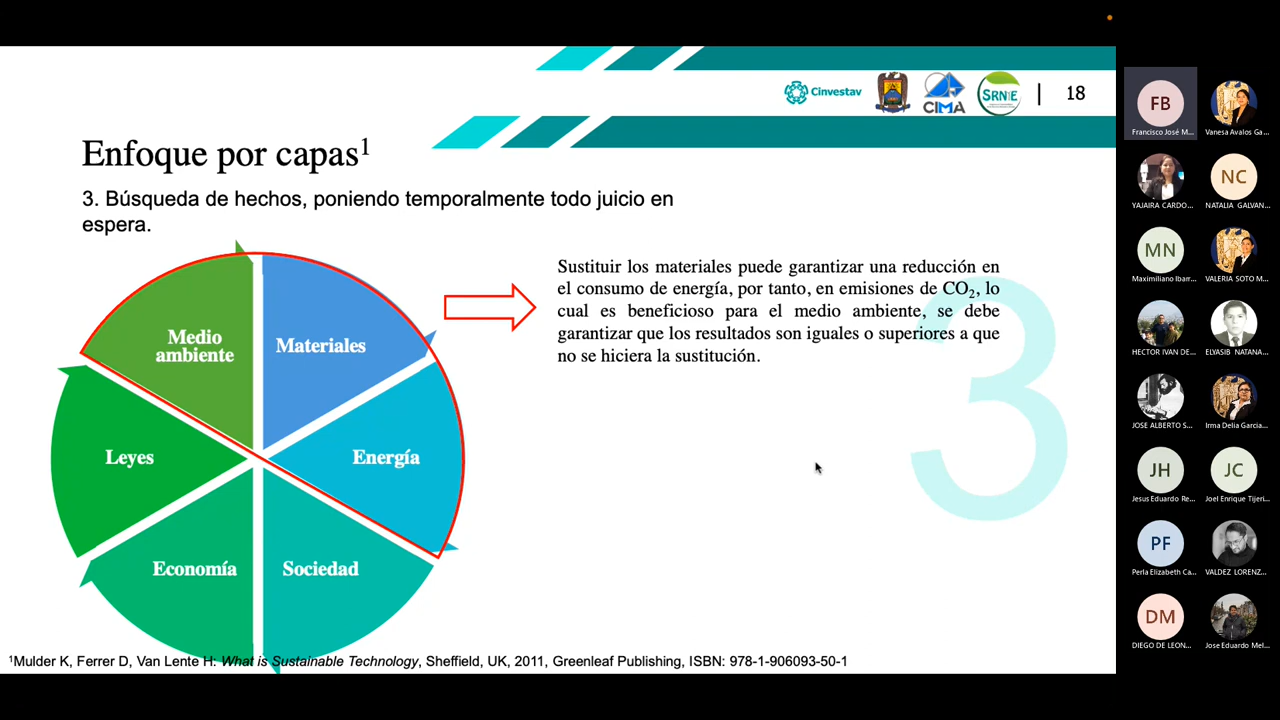 Cinvestav
CIMA
SRNyE
18
Enfoque por capas¹
3. Búsqueda de hechos, poniendo temporalmente todo juicio en
espera.
Medio
ambiente
Materiales
Leyes
Energía
Economía
Sociedad
Sustituir los materiales puede garantizar una reducción en
el consumo de energía, por tanto, en emisiones de CO₂, lo
cual es beneficioso para el medio ambiente, se debe
garantizar que los resultados son iguales o superiores a que
no se hiciera la sustitución.
3
¹Mulder K, Ferrer D, Van Lente H: What is Sustainable Technology, Sheffield, UK, 2011, Greenleaf Publishing, ISBN: 978-1-906093-50-1
FB
Francisco José M...
Vanesa Avalos Ga...
YAJAIRA CARDO...
NC
NATALIA GALVAN...
MN
Maximiliano Ibarr...
VALERIA SOTO M...
HECTOR IVAN DE...
ELYASIB NATANA...
JOSE ALBERTO S...
Irma Delia Garcia...
JH
Jesus Eduardo Re...
JC
Joel Enrique Tijeri...
PF
Perla Elizabeth Ca...
VALDEZ LORENZ...
DM
DIEGO DE LEON...
Jose Eduardo Mel...